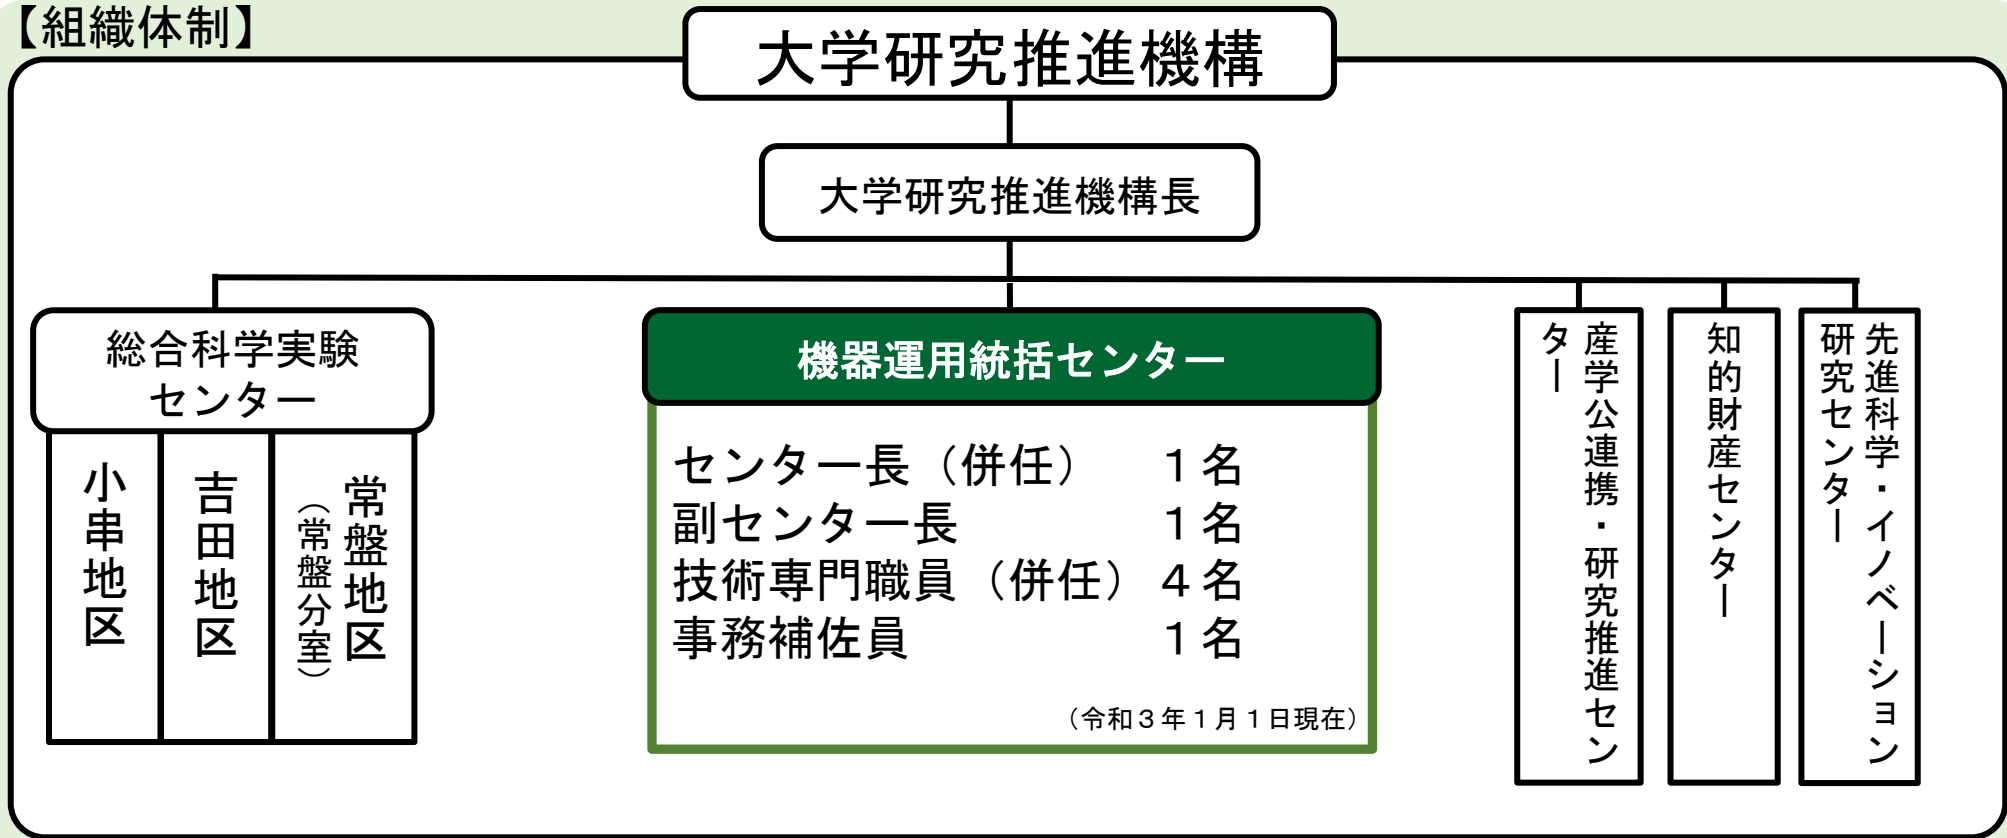 【組織体制】
大学研究推進機構
大学研究推進機構長
総合科学実験
センター
小串地区
吉田地区
常盤地区
（常盤分室）
機器運用統括センター
センター長（併任）　１名
副センター長　１名
技術専門職員（併任）４名
事務補佐員　１名
（令和３年１月１日現在）
産学公連携・研究推進セン
ター
知的財産センター
先進科学・イノベーション
研究センター